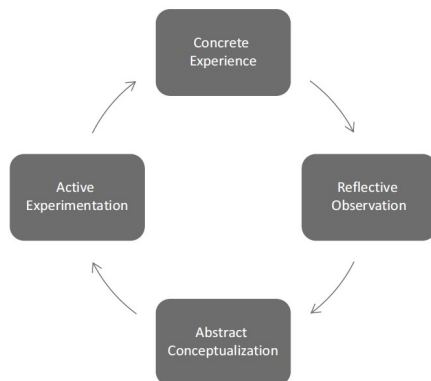 Concrete
Experience
Reflective
Observation
Abstract
Conceptualization
Active
Experimentation